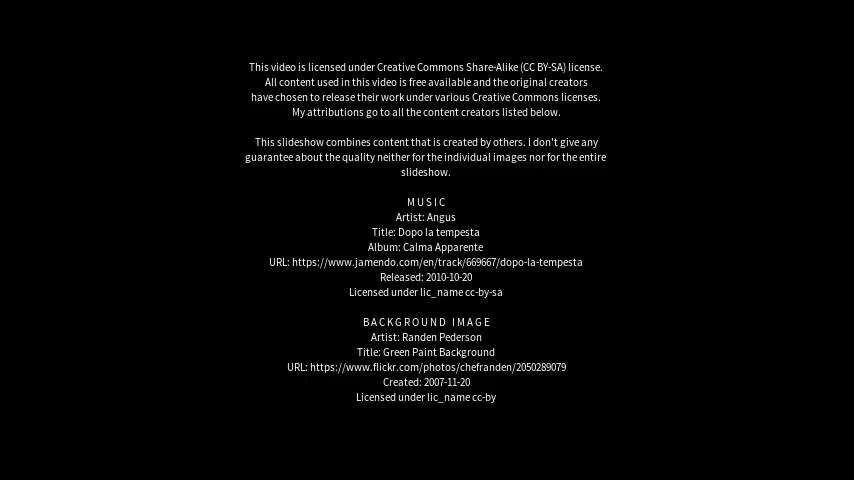 This video is licensed under Creative Commons Share-Alike (CC BY-SA) license.
All content used in this video is free available and the original creators
have chosen to release their work under various Creative Commons licenses.
My attributions go to all the content creators listed below.
This slideshow combines content that is created by others. I don't give any
guarantee about the quality neither for the individual images nor for the entire
slideshow.
M U S I C
Artist: Angus
Title: Dopo la tempesta
Album: Calma Apparente
URL: https://www.jamendo.com/en/track/669667/dopo-la-tempesta
Released: 2010-10-20
Licensed under lic_name cc-by-sa
B A C K G R O U N D   I M A G E
Artist: Randen Pederson
Title: Green Paint Background
URL: https://www.flickr.com/photos/chefranden/2050289079
Created: 2007-11-20
Licensed under lic_name cc-by